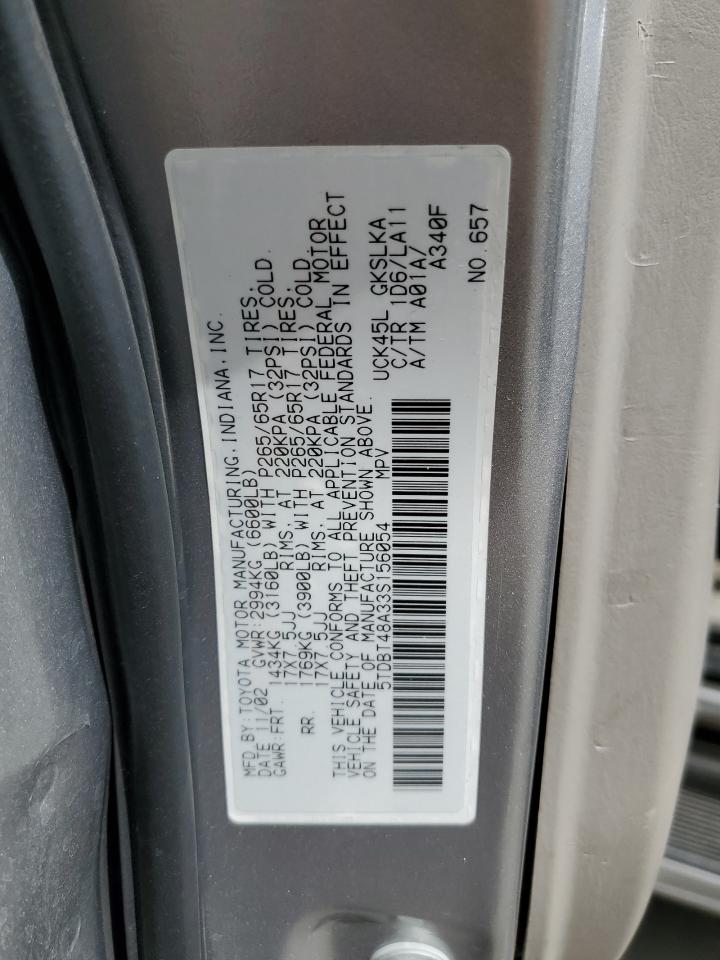 MFD BY:TOYOTA MOTOR MANUFACTURING,INDIANA,INC.
DATE 11/02 GVWR:2994KG (6600LB)
GAWR:FRT. 1434KG (3160LB) WITH P265/65R17 TIRES,
17X7.5JJ RIMS, AT 220KPA (32PSI) COLD.
RR. 1769KG (3900LB) WITH P265/65R17 TIRES,
17X7.5JJ RIMS, AT 220KPA (32PSI) COLD.
THIS VEHICLE CONFORMS TO ALL APPLICABLE FEDERAL MOTOR
VEHICLE SAFETY AND THEFT PREVENTION STANDARDS IN EFFECT
ON THE DATE OF MANUFACTURE SHOWN ABOVE.
5TDBT48A33S156054 MPV
UCK45L GKSLKA
C/TR 1D6/LA11
A/TM A01A/
A340F
NO.657